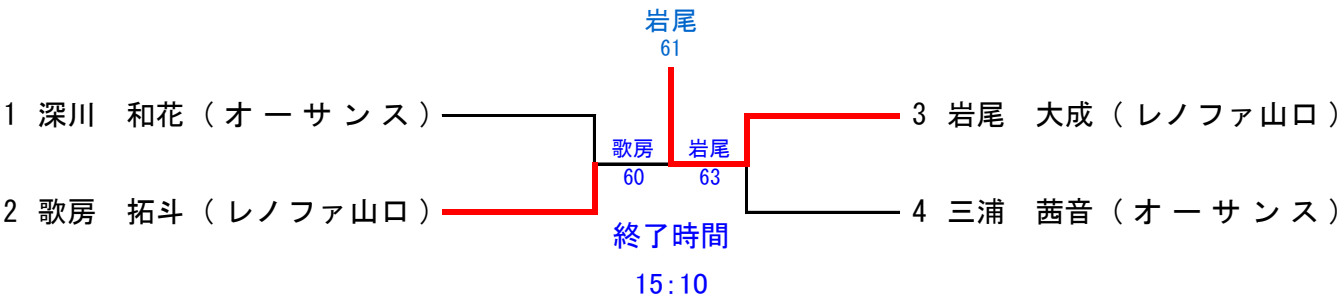 岩尾
61
1 深川 和花（オーサンス）
3 岩尾 大成（レノファ山口）
歌房 岩尾
60 63
2 歌房 拓斗（レノファ山口）
4 三浦 茜音（オーサンス）
終了時間
15:10